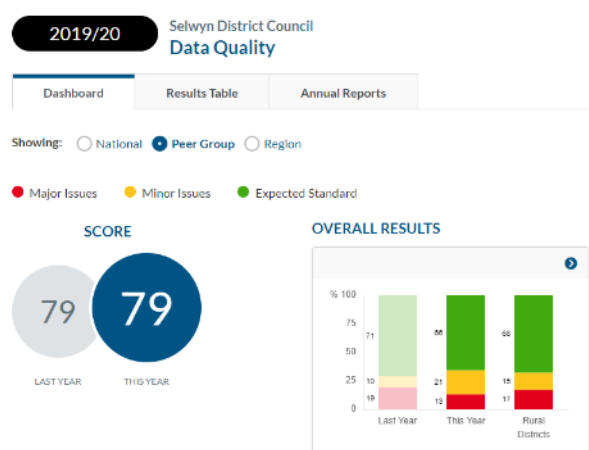 2019/20
Selwyn District Council
Data Quality
Dashboard
Results Table
Annual Reports
Showing:
National
Peer Group
Region
Major Issues
Minor Issues
Expected Standard
SCORE
79
LAST YEAR
79
THIS YEAR
OVERALL RESULTS
% 100
75
50
25
0
71
10
19
66
21
13
68
15
17
Last Year
This Year
Rural
Districts